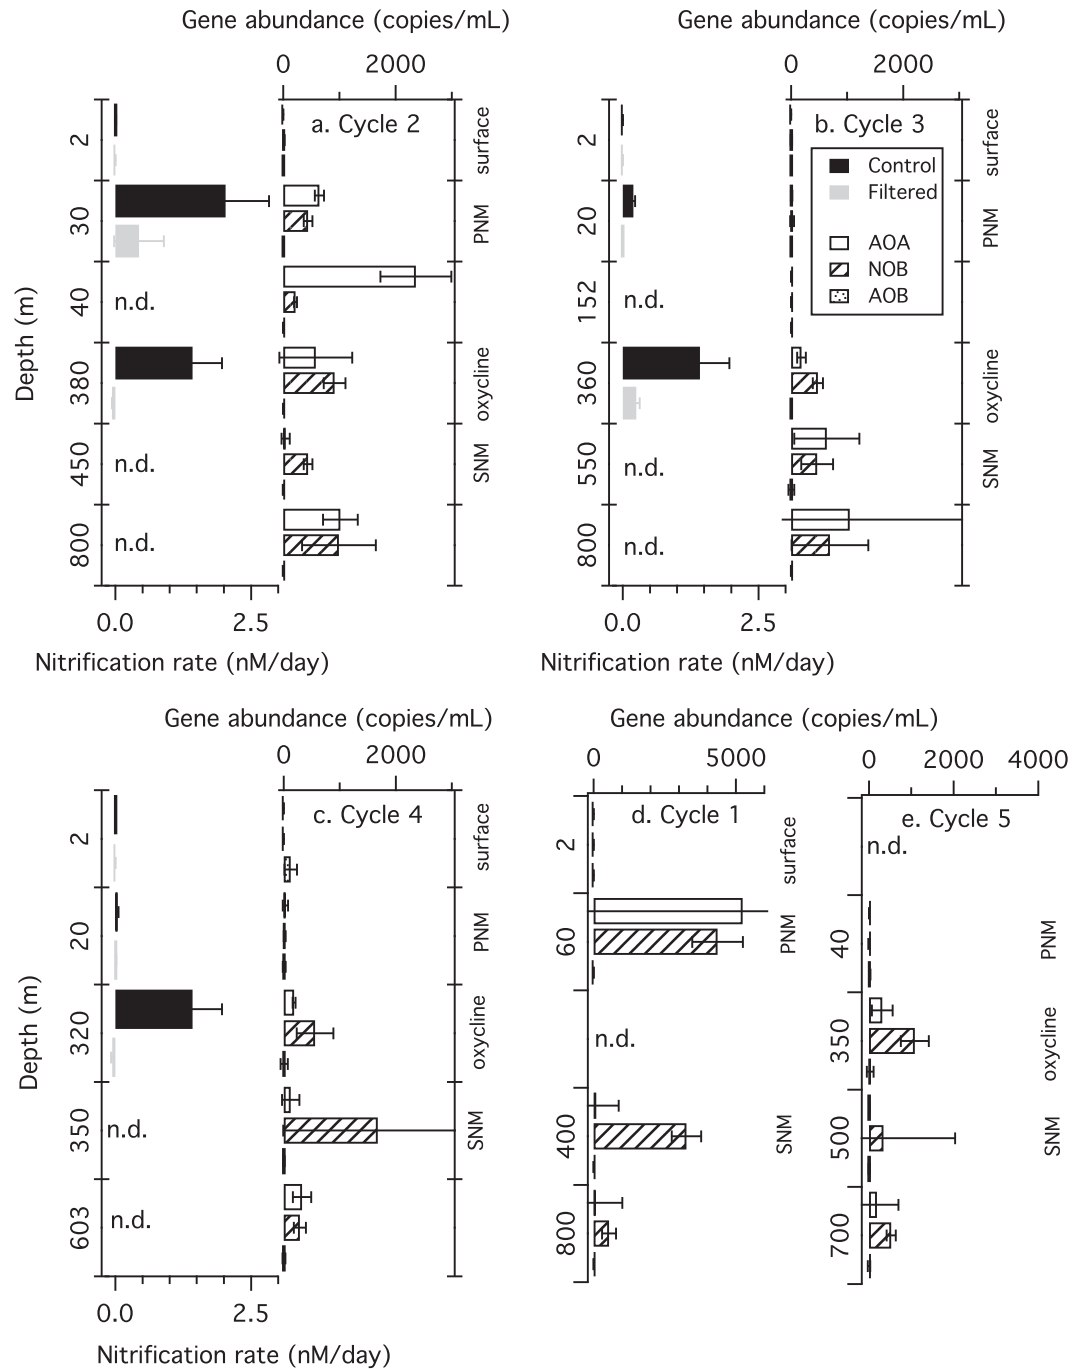 Gene abundance (copies/mL)
0 2000
a. Cycle 2
Depth (m)
2
30
40
380
450
800
n.d.
n.d.
n.d.
surface
PNM
oxycline
SNM
0.0 2.5
Nitrification rate (nM/day)
Gene abundance (copies/mL)
0 2000
b. Cycle 3
Control
Filtered
AOA
NOB
AOB
2
20
152
360
550
800
n.d.
n.d.
n.d.
surface
PNM
oxycline
SNM
0.0 2.5
Nitrification rate (nM/day)
Gene abundance (copies/mL)
0 2000
c. Cycle 4
Depth (m)
2
20
320
350
603
n.d.
n.d.
surface
PNM
oxycline
SNM
0.0 2.5
Nitrification rate (nM/day)
Gene abundance (copies/mL)
0 5000
d. Cycle 1
2
60
400
800
n.d.
surface
PNM
SNM
0 2000 4000
e. Cycle 5
n.d.
40
350
500
700
PNM
oxycline
SNM